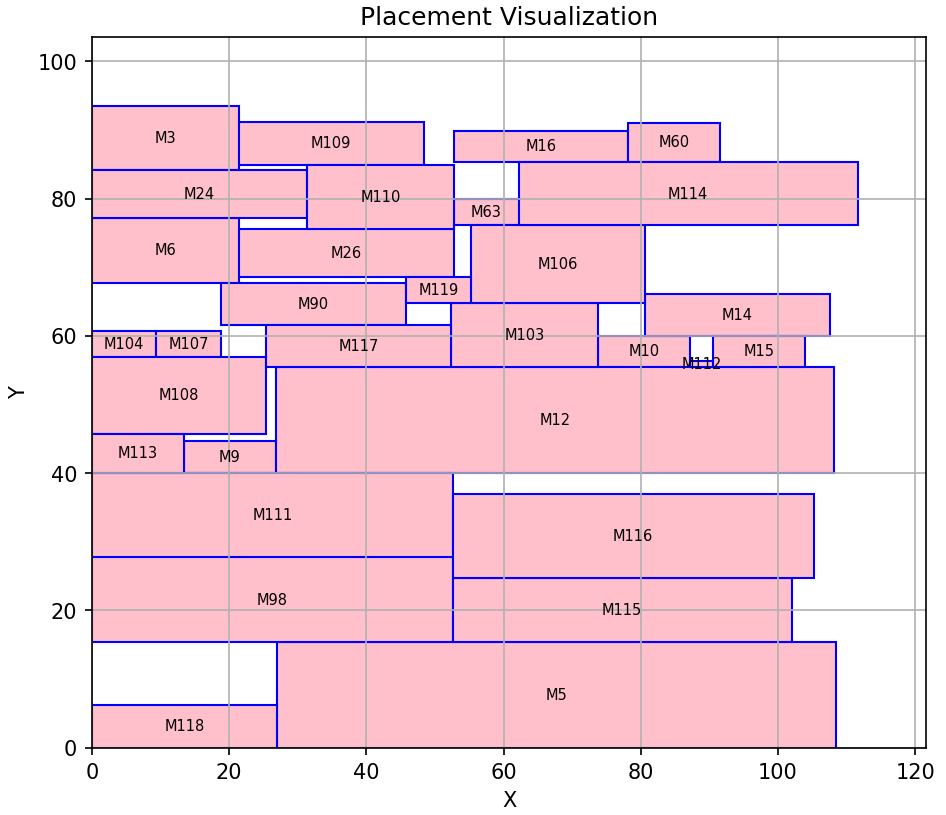 Placement Visualization
100
M3
M109
M16
M60
80
M24
M110
M114
M63
M6
M26
M106
M119
M90
M14
60
M104
M107
M117
M103
M10
M15
M112
M108
M12
Y
M113
M9
40
M111
M116
M98
M115
20
M5
M118
0
0
20
40
60
80
100
120
X